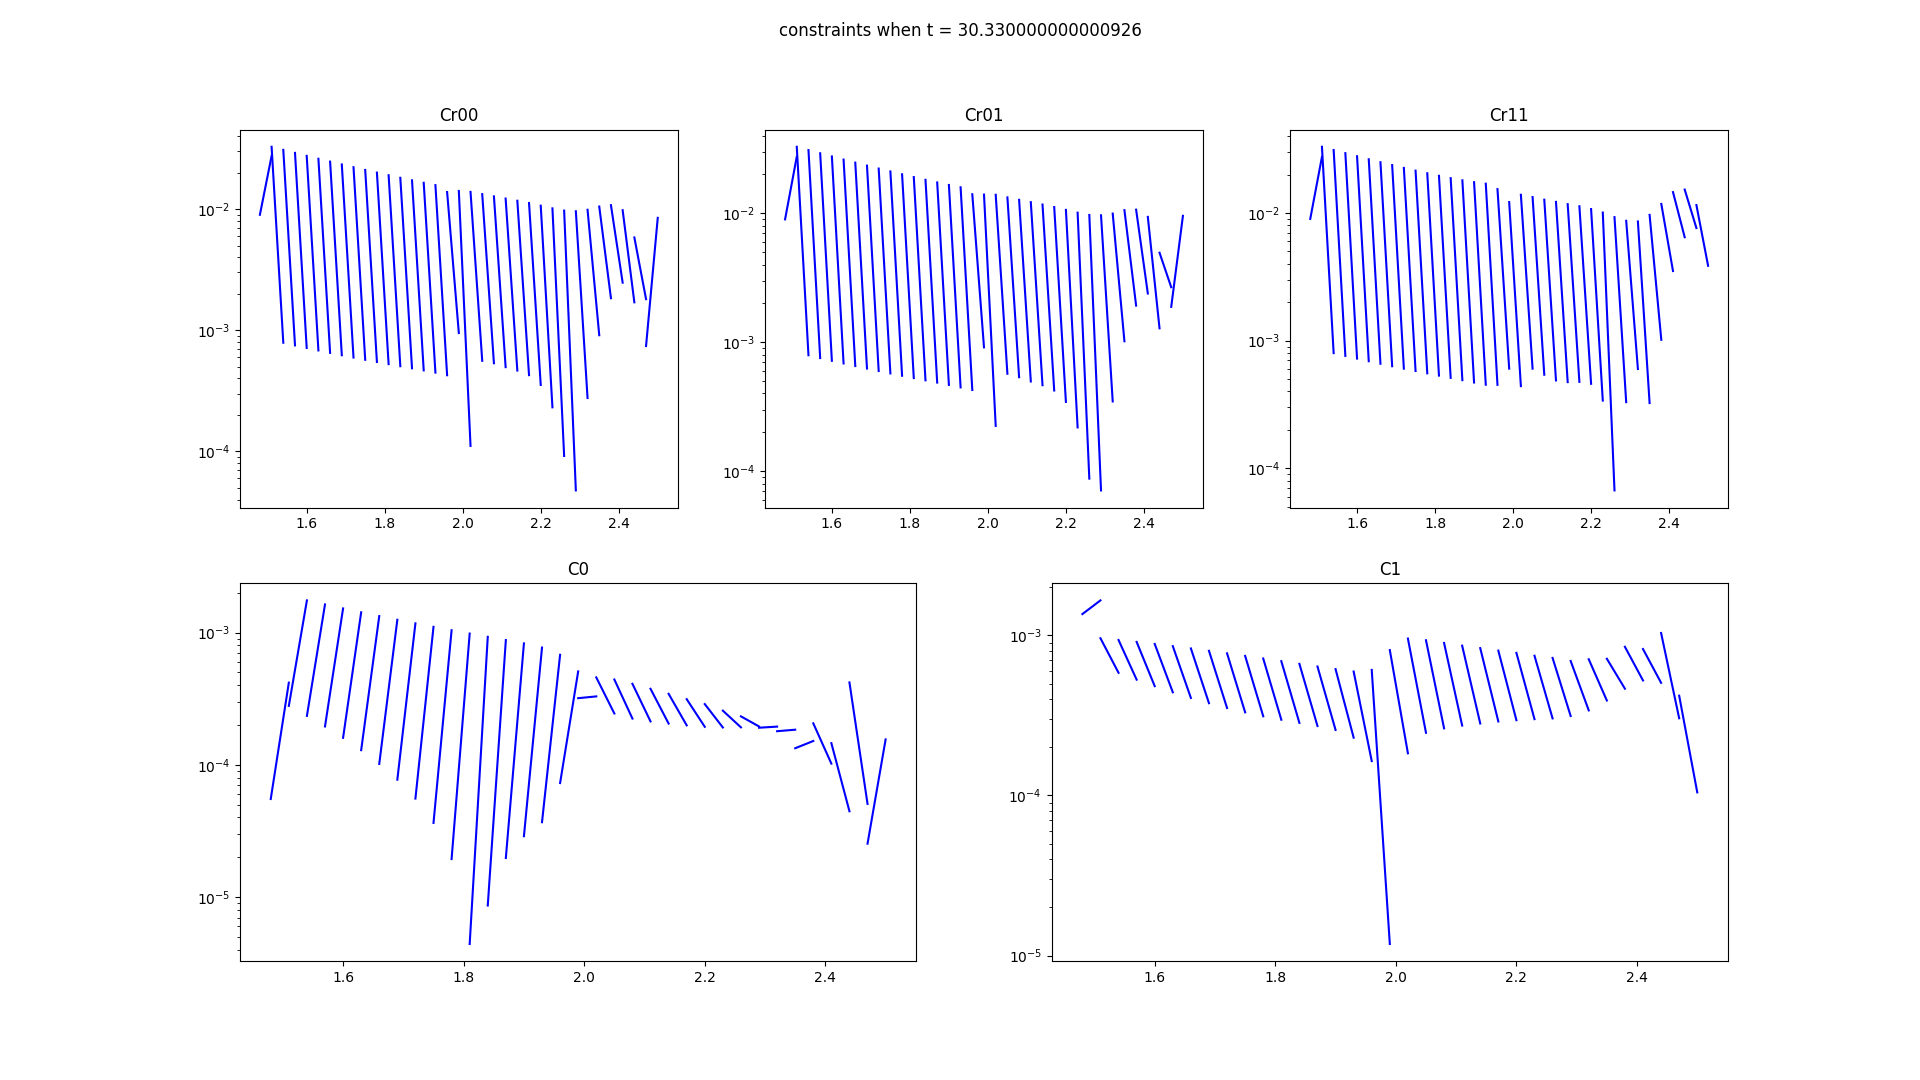 constraints when t = 30.330000000000926
Cr00 Cr01 Cr11
10⁻² 10⁻² 10⁻²
10⁻³ 10⁻³ 10⁻³
10⁻⁴ 10⁻⁴ 10⁻⁴
1.6 1.8 2.0 2.2 2.4 1.6 1.8 2.0 2.2 2.4 1.6 1.8 2.0 2.2 2.4
C0 C1
10⁻³ 10⁻³
10⁻⁴ 10⁻⁴
10⁻⁵ 10⁻⁵
1.6 1.8 2.0 2.2 2.4 1.6 1.8 2.0 2.2 2.4